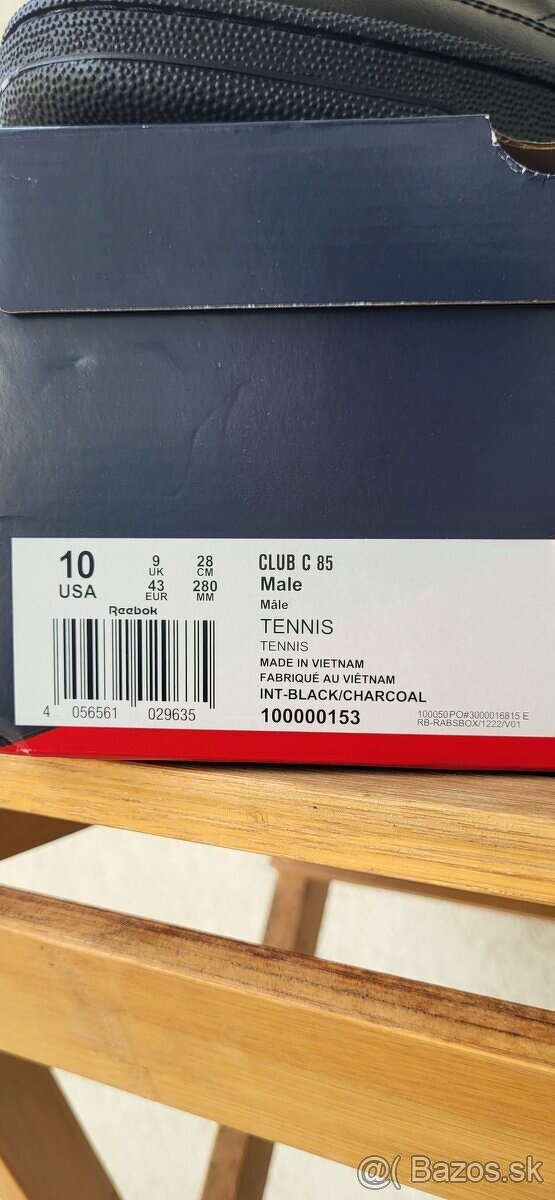 10
USA
9
UK
28
CM
43
EUR
280
MM
Reebok
4 056561 029635
CLUB C 85
Male
Mâle
TENNIS
TENNIS
MADE IN VIETNAM
FABRIQUÉ AU VIÊTNAM
INT-BLACK/CHARCOAL
100000153
100050PO#3000016815 E
RB-RABSBOX/1222/V01
@( Bazos.sk